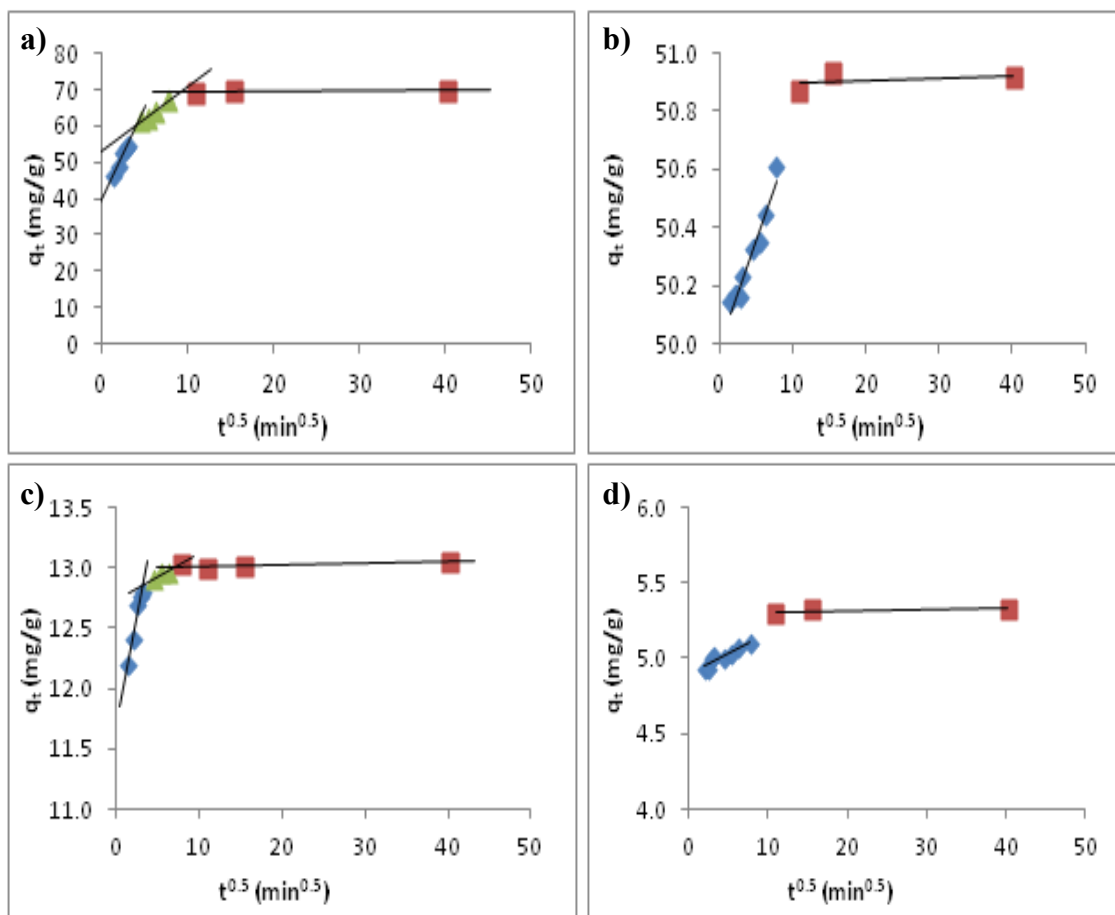 a)
80
70
60
50
40
30
20
10
0
qₜ (mg/g)
0 10 20 30 40 50
t⁰·⁵ (min⁰·⁵)
b)
51.0
50.8
50.6
50.4
50.2
50.0
qₜ (mg/g)
0 10 20 30 40 50
t⁰·⁵ (min⁰·⁵)
c)
13.5
13.0
12.5
12.0
11.5
11.0
qₜ (mg/g)
0 10 20 30 40 50
t⁰·⁵ (min⁰·⁵)
d)
6.0
5.5
5.0
4.5
4.0
qₜ (mg/g)
0 10 20 30 40 50
t⁰·⁵ (min⁰·⁵)